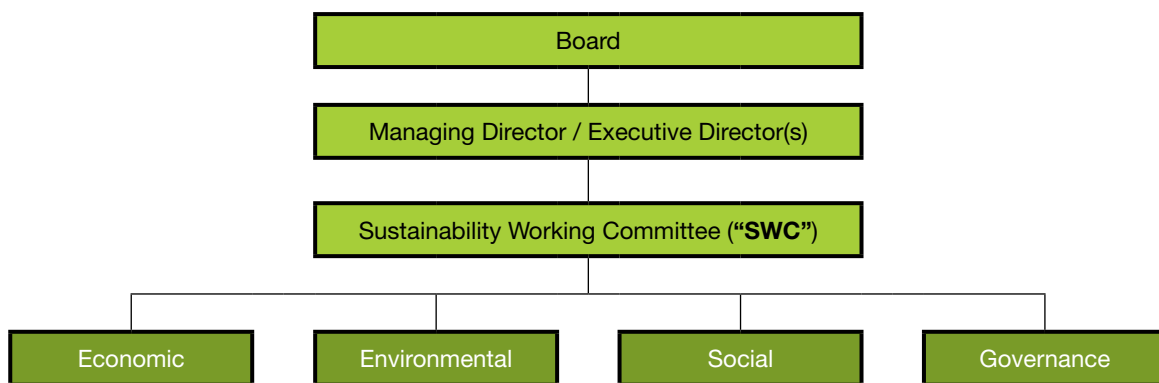 Board
Managing Director / Executive Director(s)
Sustainability Working Committee (“SWC”)
Economic
Environmental
Social
Governance